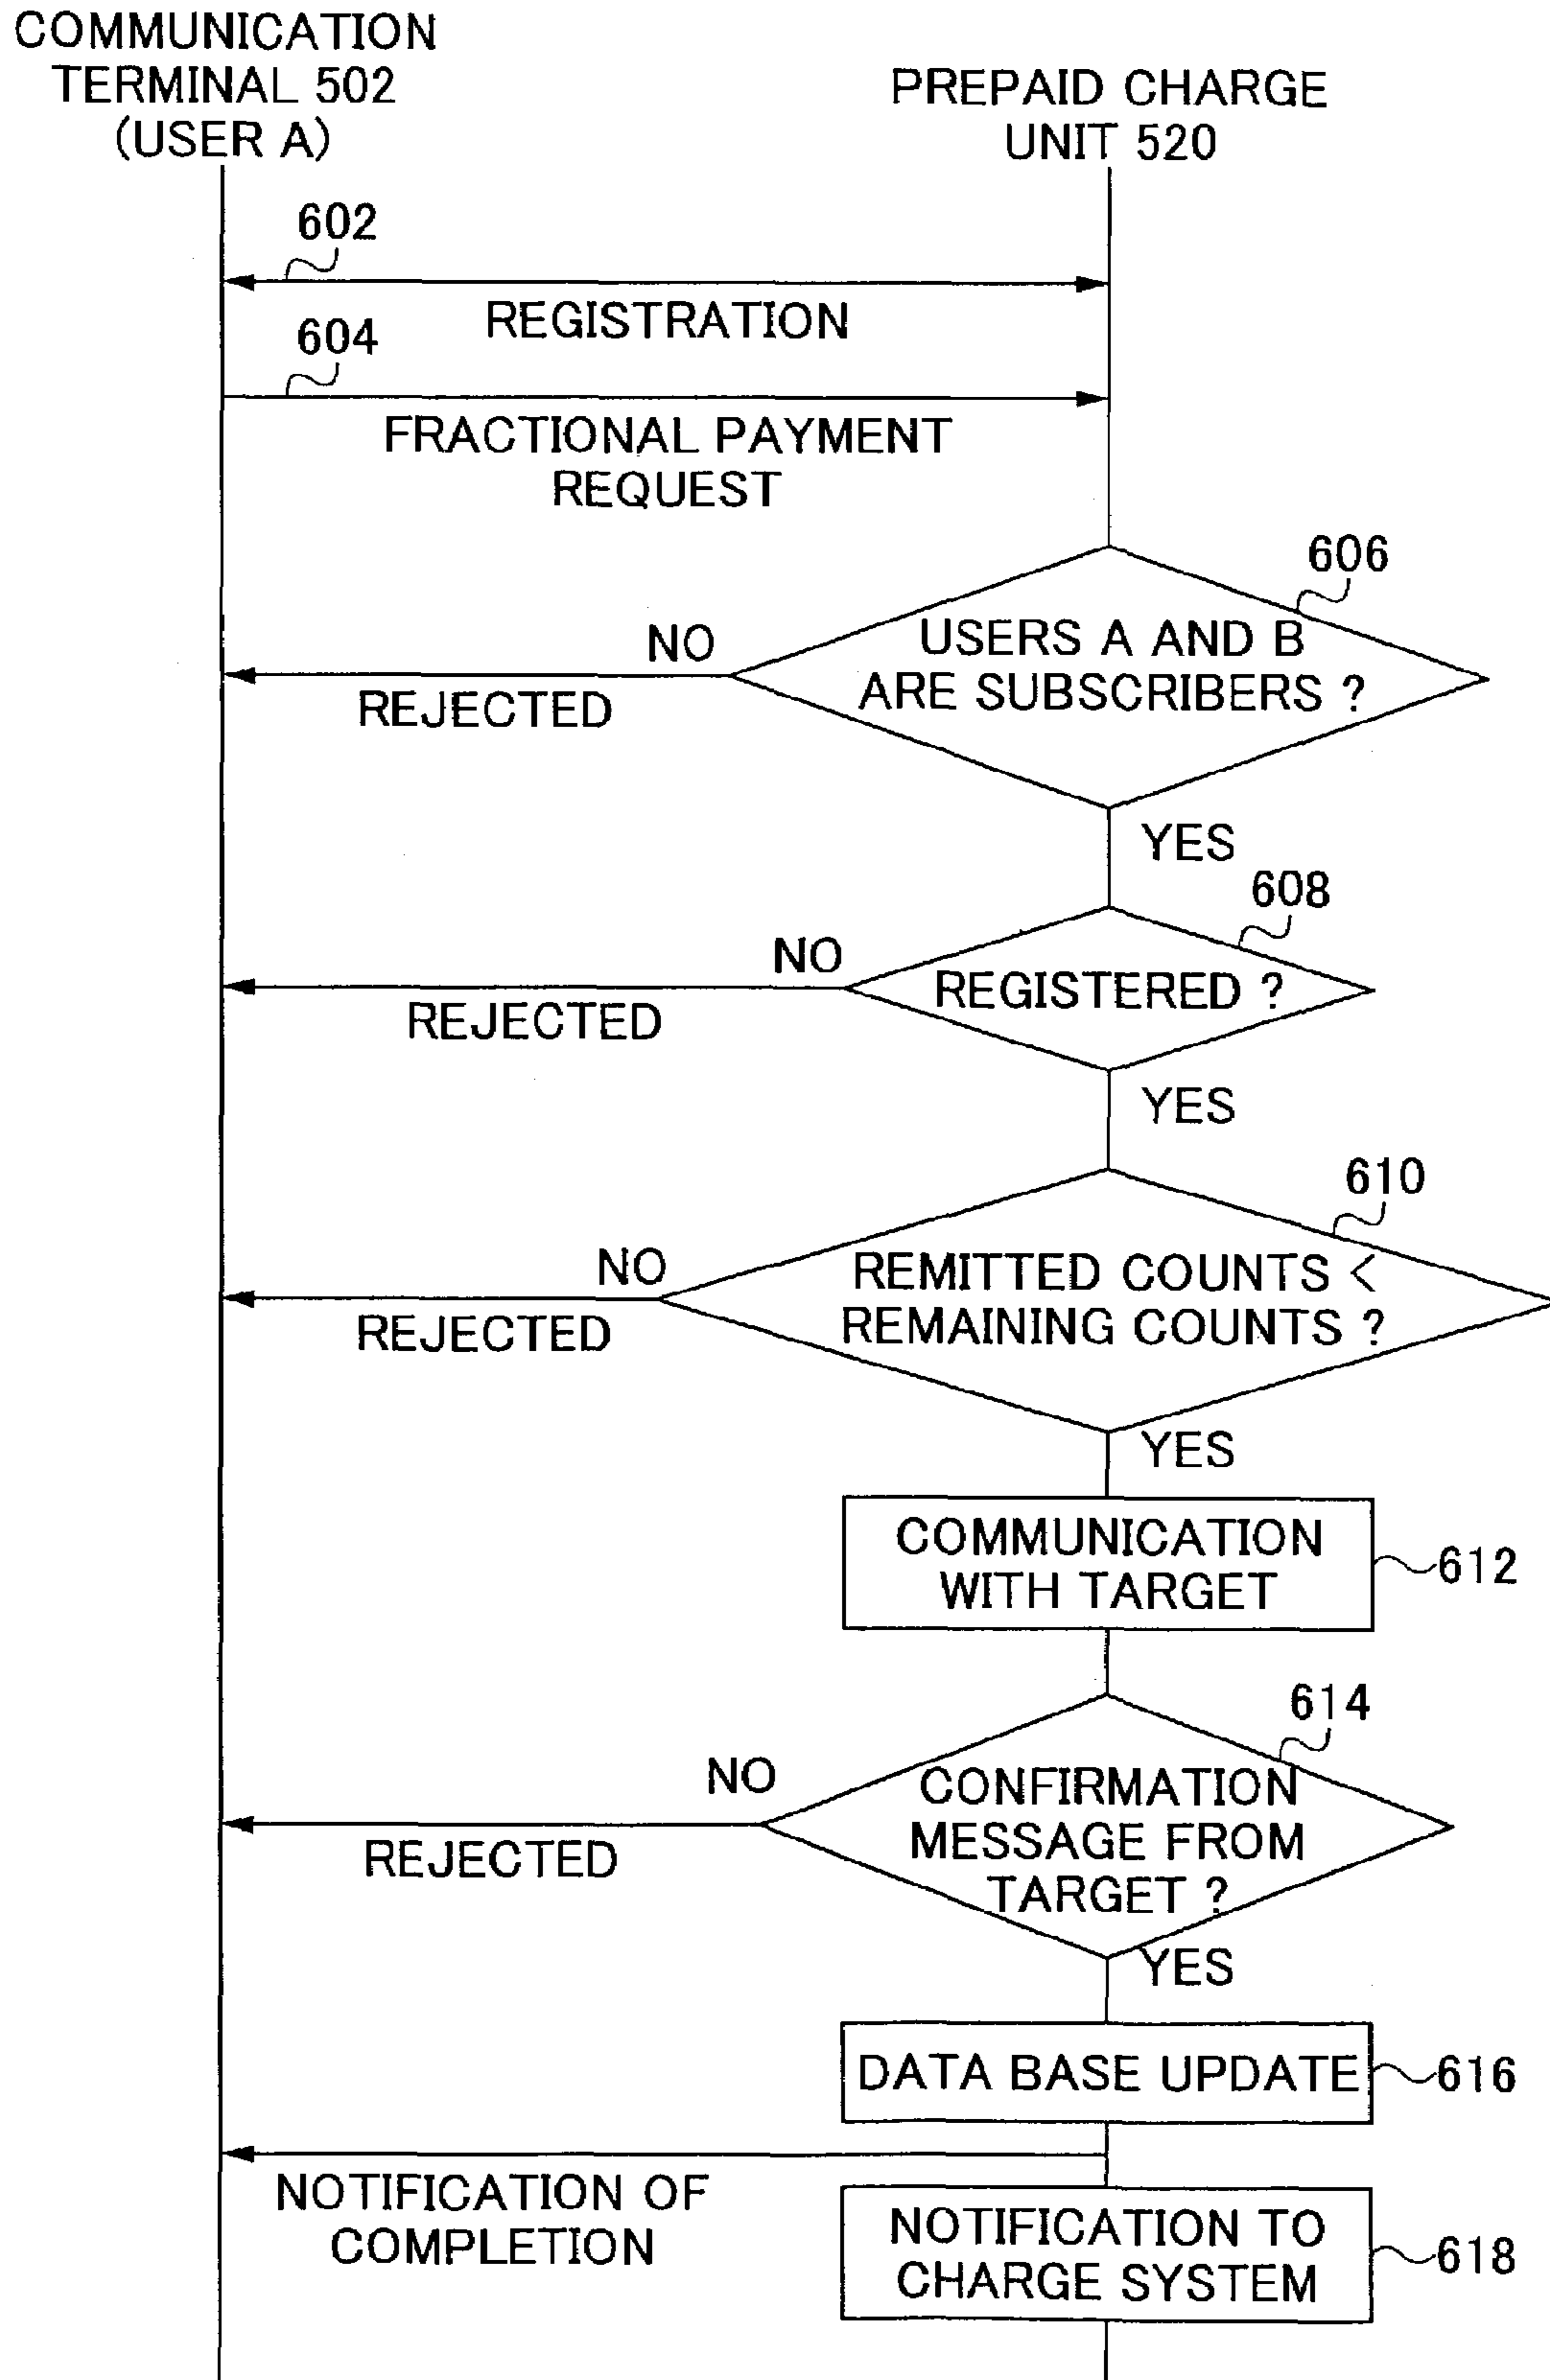 COMMUNICATION
TERMINAL 502
(USER A)
PREPAID CHARGE
UNIT 520
602
REGISTRATION
604
FRACTIONAL PAYMENT
REQUEST
606
USERS A AND B
ARE SUBSCRIBERS ?
NO
REJECTED
YES
608
REGISTERED ?
NO
REJECTED
YES
610
REMITTED COUNTS <
REMAINING COUNTS ?
NO
REJECTED
YES
COMMUNICATION
WITH TARGET
612
614
CONFIRMATION
MESSAGE FROM
TARGET ?
NO
REJECTED
YES
DATA BASE UPDATE
616
NOTIFICATION OF
COMPLETION
NOTIFICATION TO
CHARGE SYSTEM
618